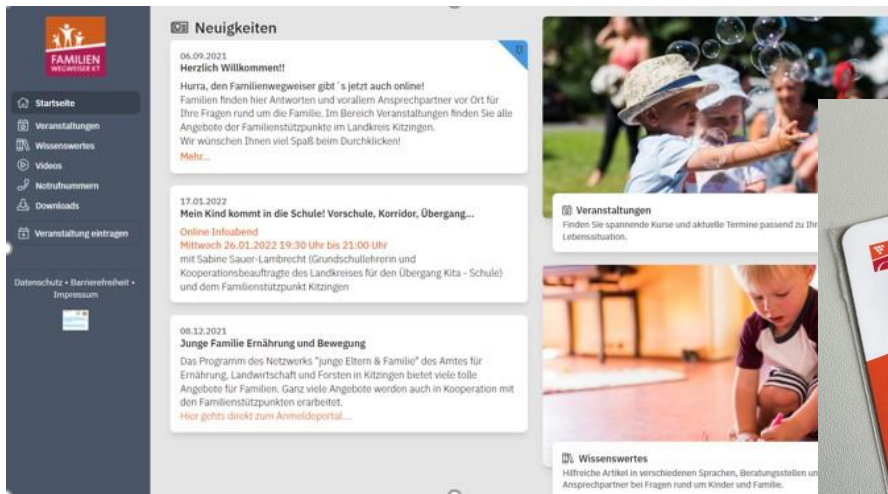 FAMILIEN
WEGWEISER KT
Startseite
Veranstaltungen
Wissenswertes
Videos
Notrufnummern
Downloads
Veranstaltung eintragen
Datenschutz • Barrierefreiheit •
Impressum
Neuigkeiten
06.09.2021
Herzlich Willkommen!!
Hurra, den Familienwegweiser gibt´s jetzt auch online!
Familien finden hier Antworten und vorallem Ansprechpartner vor Ort für
Ihre Fragen rund um die Familie. Im Bereich Veranstaltungen finden Sie alle
Angebote der Familienstützpunkte im Landkreis Kitzingen.
Wir wünschen Ihnen viel Spaß beim Durchklicken!
Mehr...
17.01.2022
Mein Kind kommt in die Schule! Vorschule, Korridor, Übergang...
Online Infoabend
Mittwoch 26.01.2022 19:30 Uhr bis 21:00 Uhr
mit Sabine Sauer-Lambrecht (Grundschullehrerin und
Kooperationsbeauftragte des Landkreises für den Übergang Kita - Schule)
und dem Familienstützpunkt Kitzingen
08.12.2021
Junge Familie Ernährung und Bewegung
Das Programm des Netzwerks "junge Eltern & Familie" des Amtes für
Ernährung, Landwirtschaft und Forsten in Kitzingen bietet viele tolle
Angebote für Familien. Ganz viele Angebote werden auch in Kooperation mit
den Familienstützpunkten erarbeitet.
Hier gehts direkt zum Anmeldeportal....
Veranstaltungen
Finden Sie spannende Kurse und aktuelle Termine passend zu Ihr
Lebenssituation.
Wissenswertes
Hilfreiche Artikel in verschiedenen Sprachen, Beratungsstellen un
Ansprechpartner bei Fragen rund um Kinder und Familie.